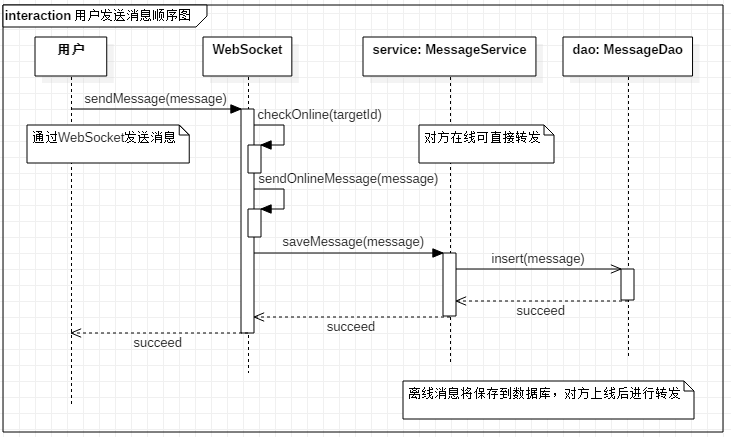 interaction 用户发送消息顺序图
用户
WebSocket
service: MessageService
dao: MessageDao
sendMessage(message)
checkOnline(targetId)
通过WebSocket发送消息
对方在线可直接转发
sendOnlineMessage(message)
saveMessage(message)
insert(message)
succeed
succeed
succeed
离线消息将保存到数据库，对方上线后进行转发